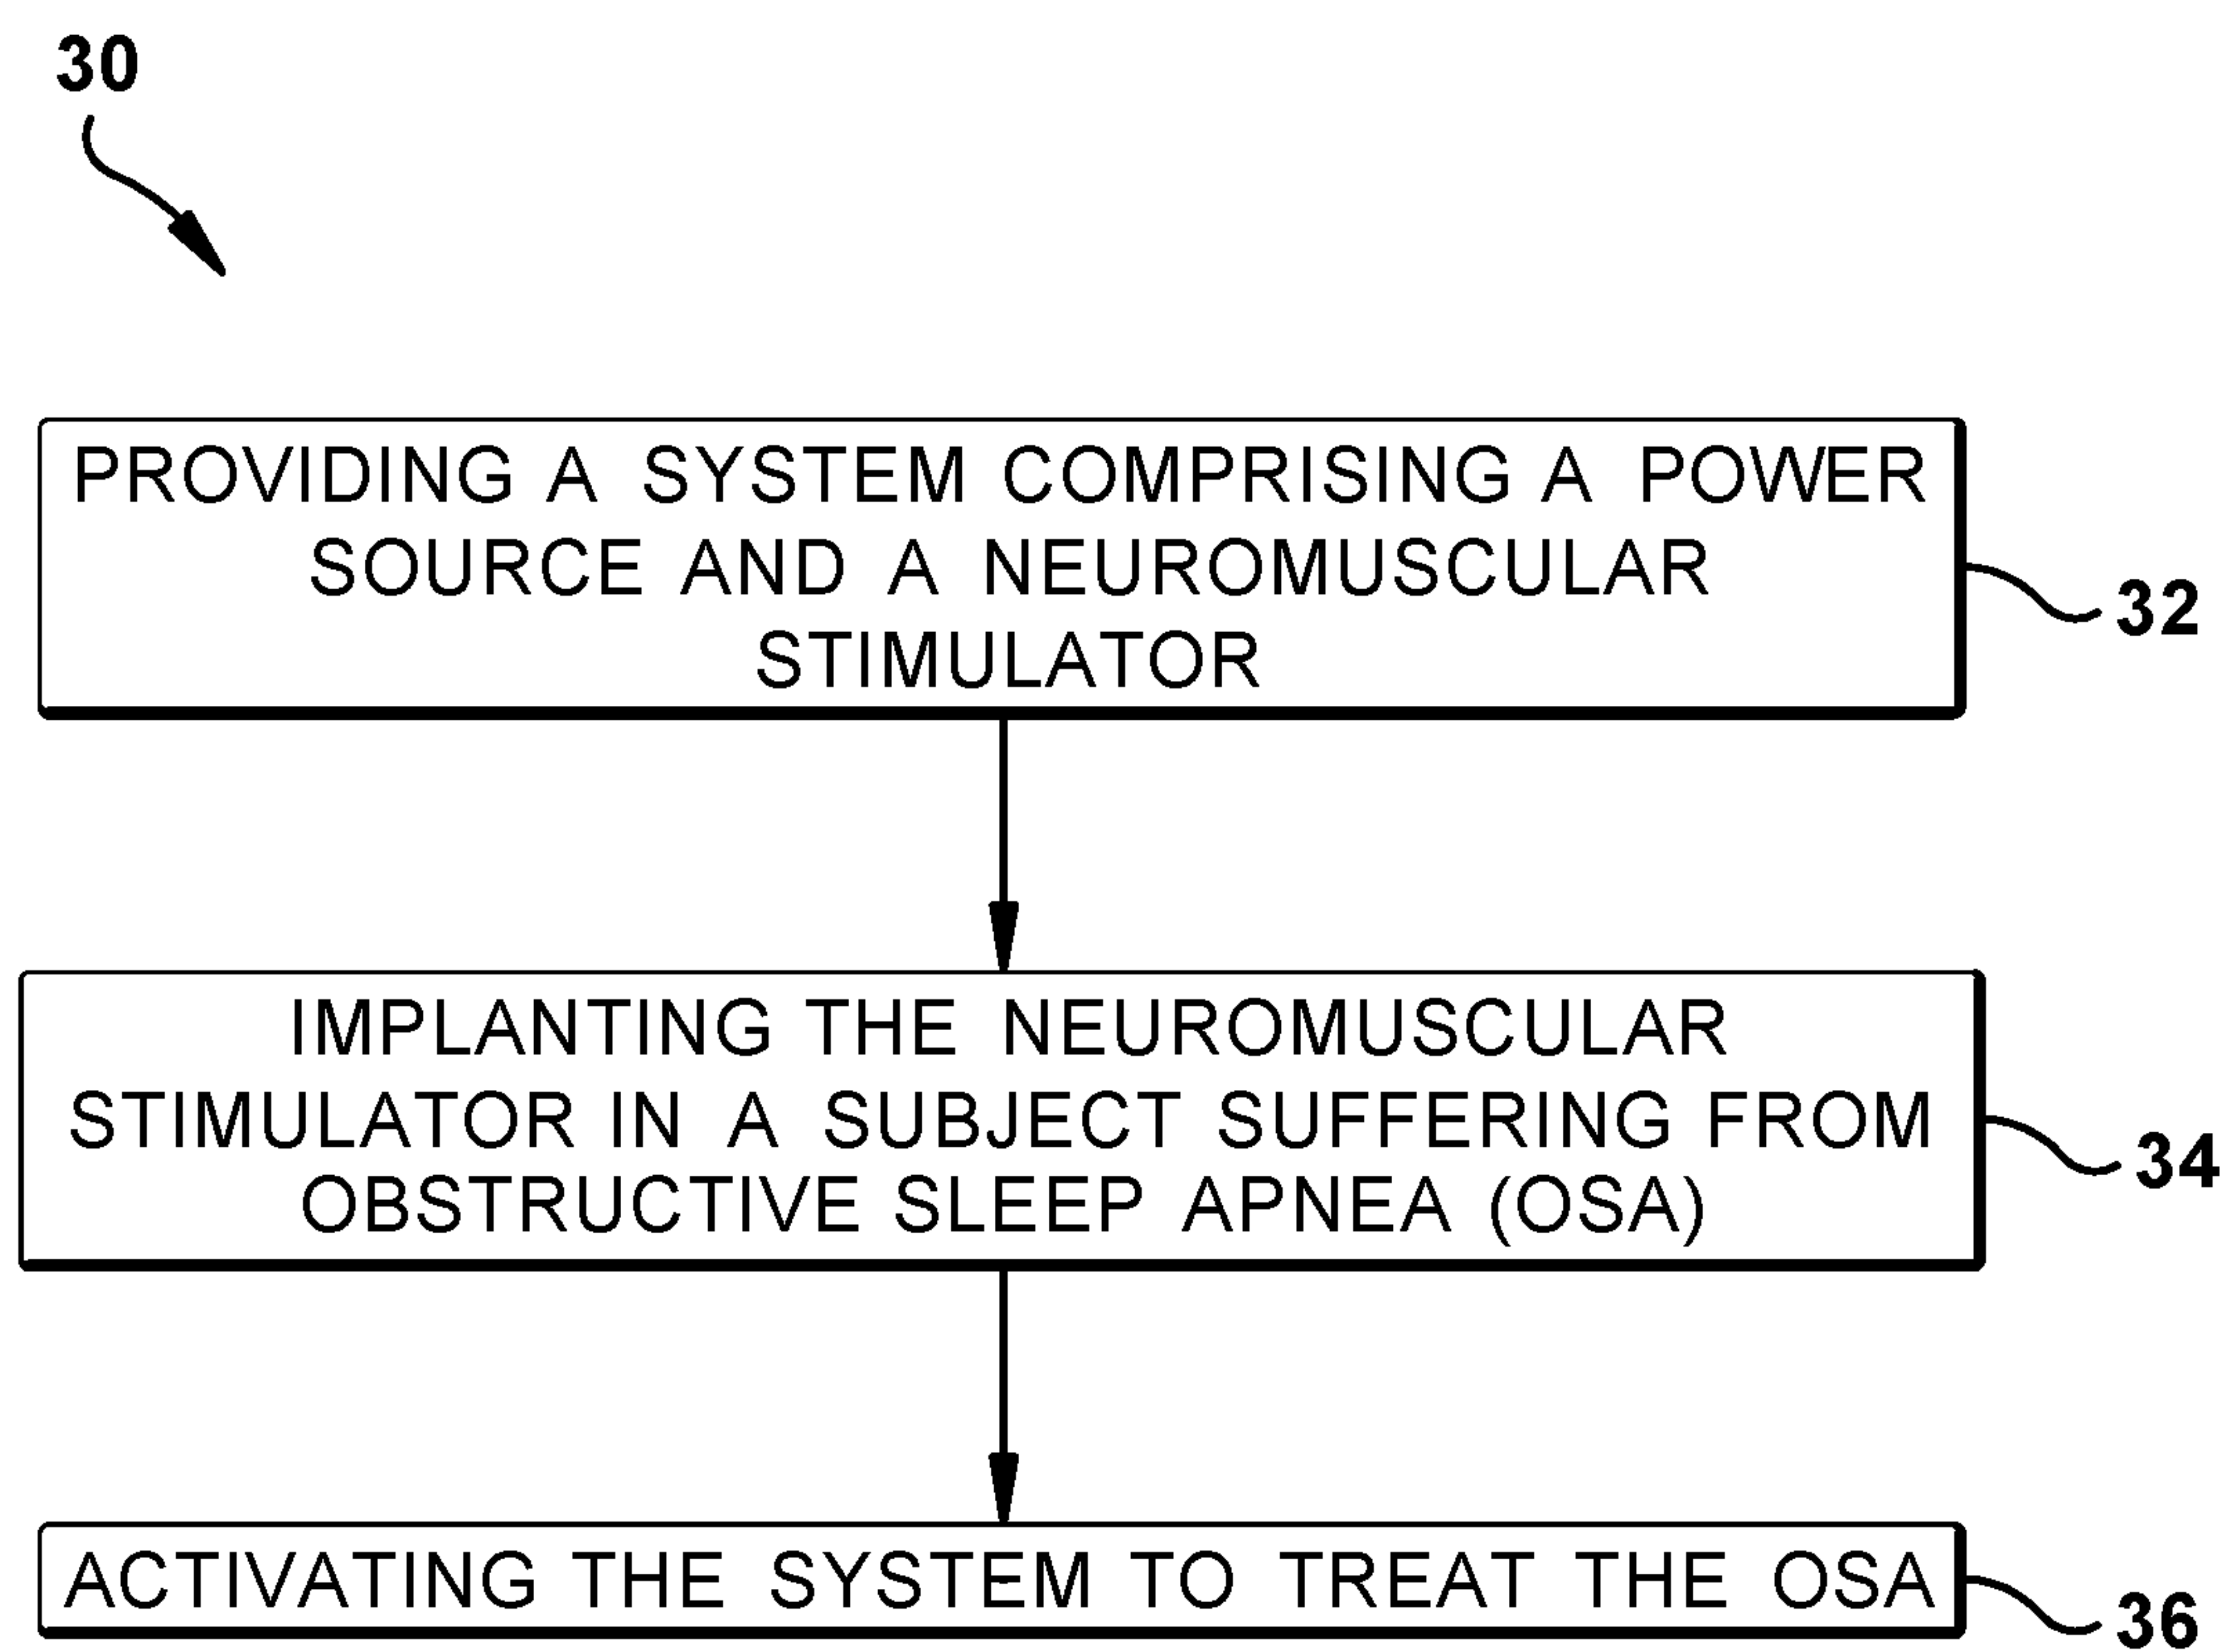 30
PROVIDING A SYSTEM COMPRISING A POWER
SOURCE AND A NEUROMUSCULAR
STIMULATOR
32
IMPLANTING THE NEUROMUSCULAR
STIMULATOR IN A SUBJECT SUFFERING FROM
OBSTRUCTIVE SLEEP APNEA (OSA)
34
ACTIVATING THE SYSTEM TO TREAT THE OSA
36